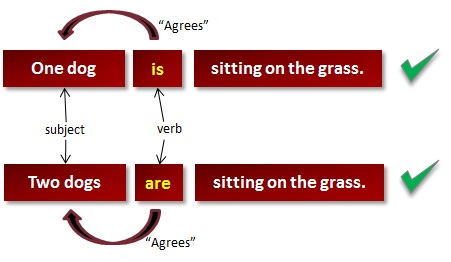 “Agrees”
One dog is sitting on the grass.
subject verb
Two dogs are sitting on the grass.
“Agrees”